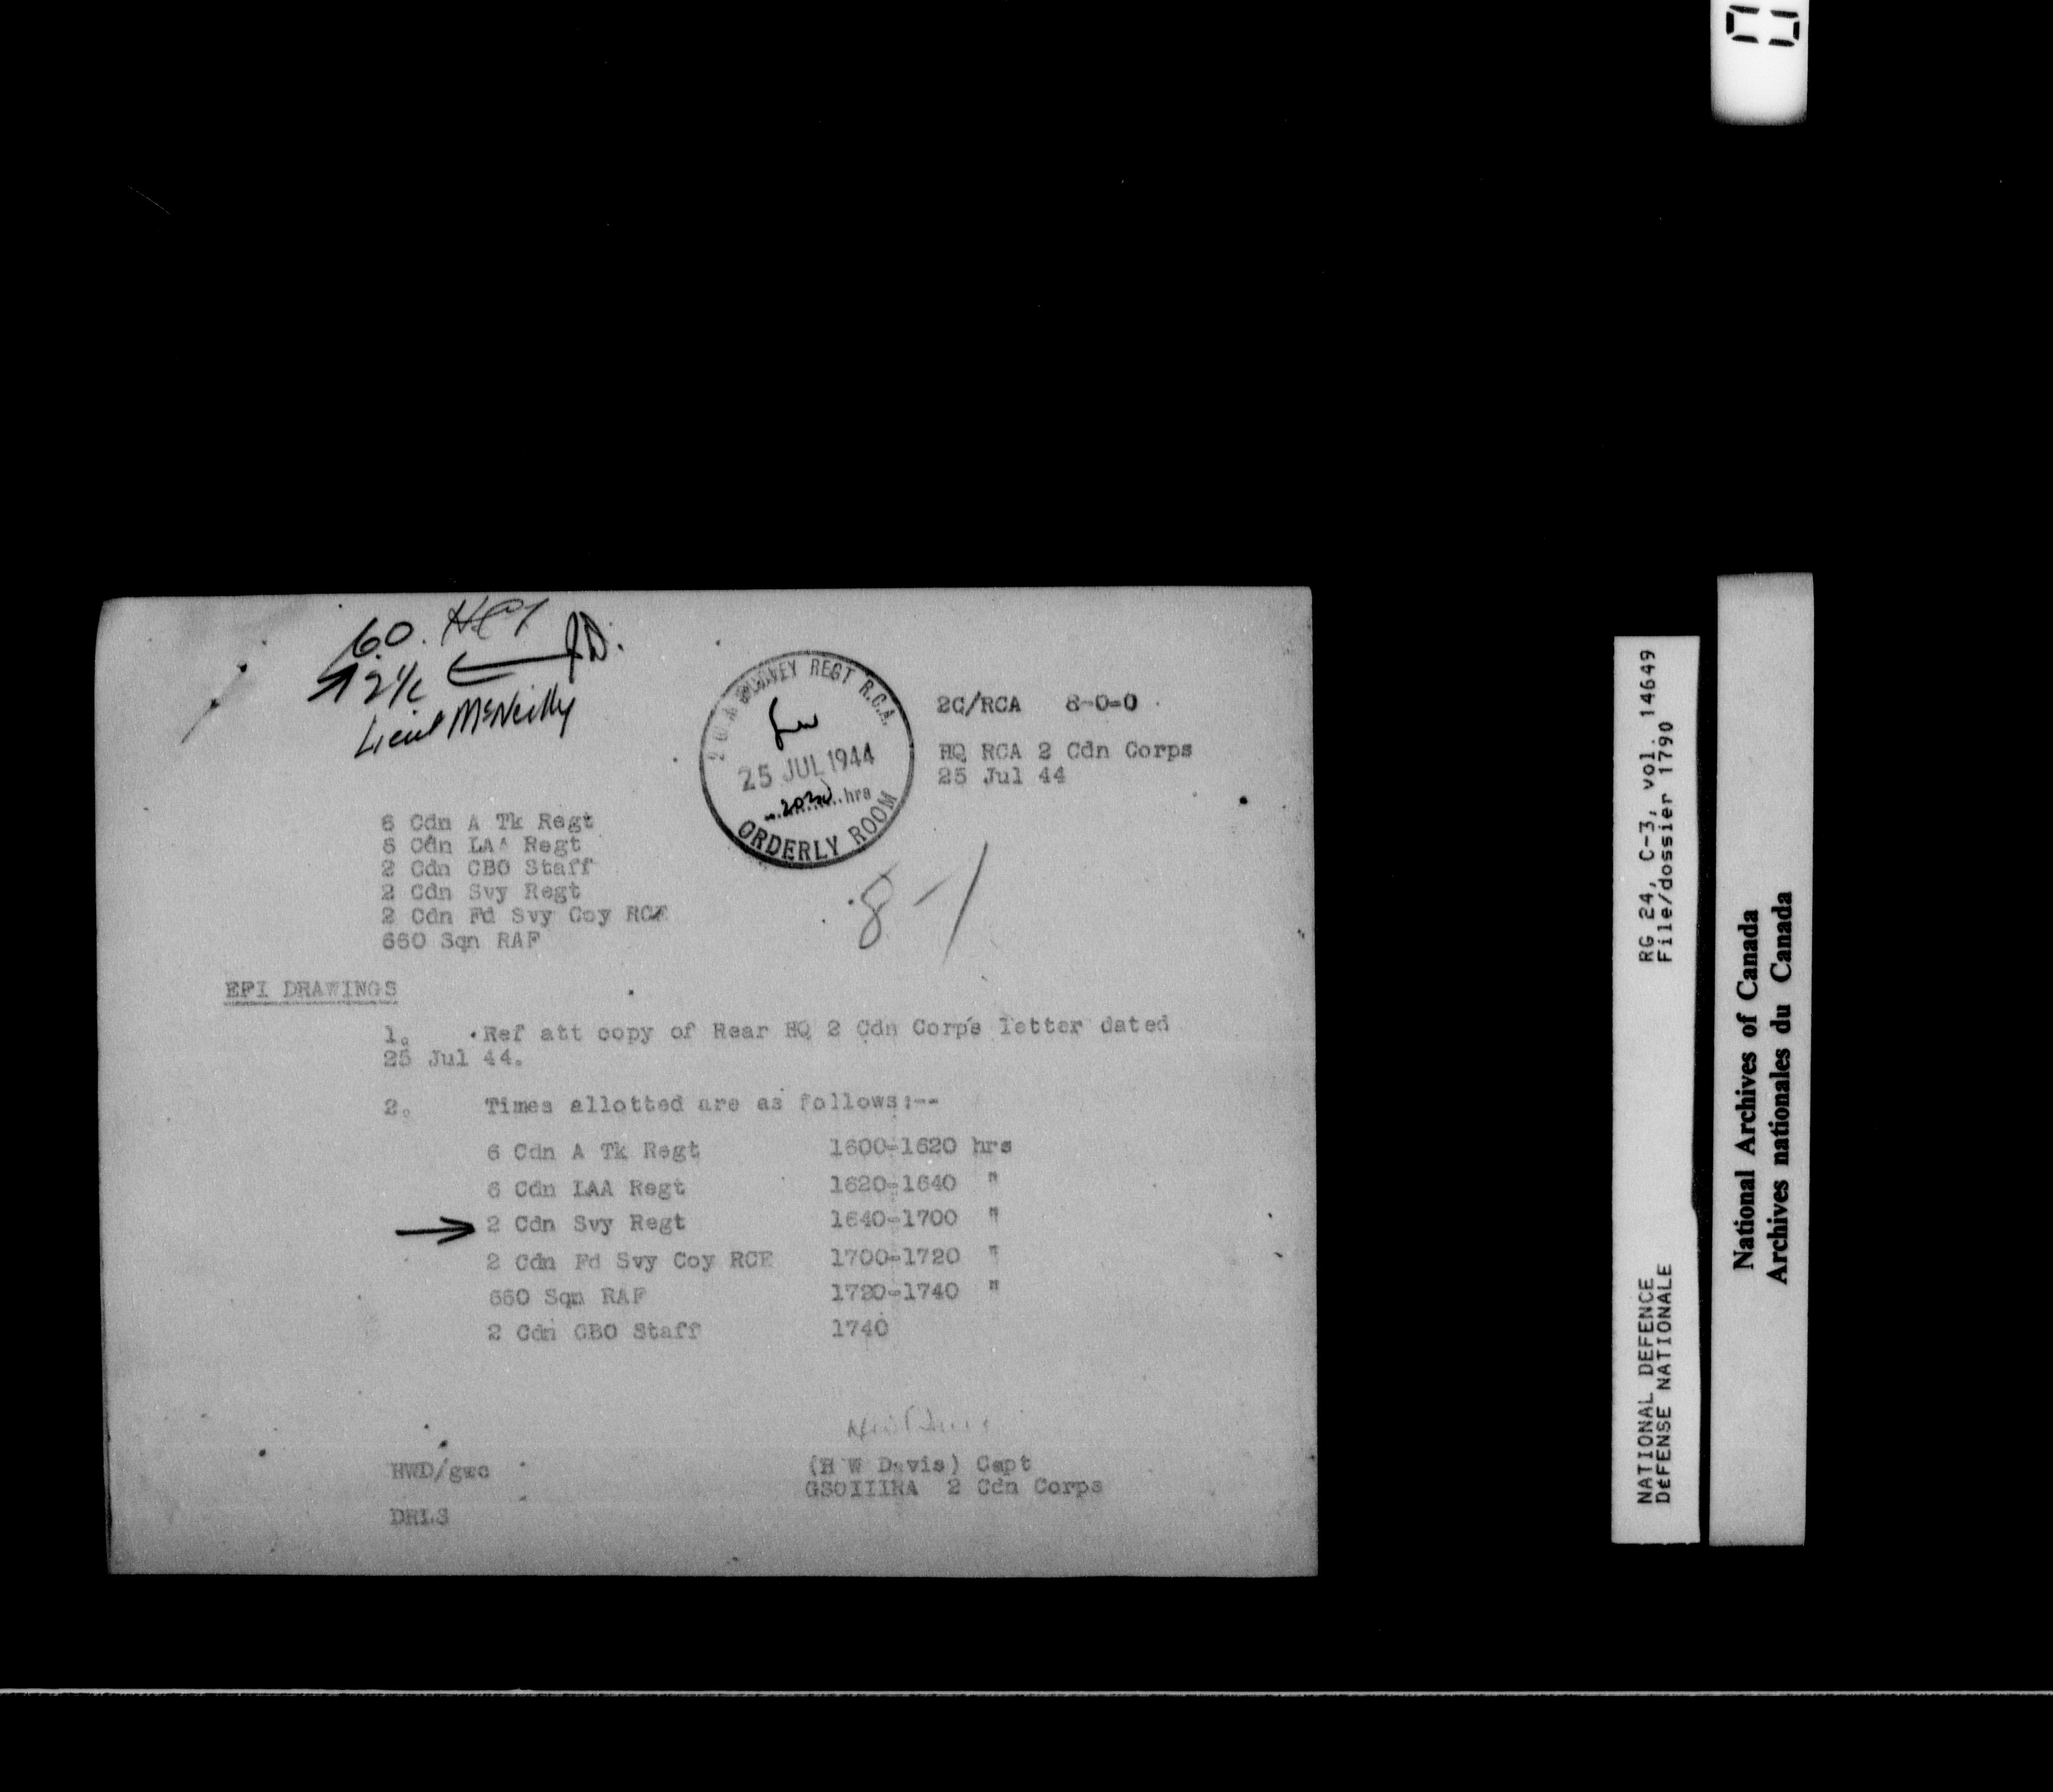 60.
2 i/c
Lieut McNeilly
J.D.
SURVEY REGT R.C.A.
25 JUL 1944
hrs
ORDERLY ROOM
2C/RCA 8-0-0
HQ RCA 2 Cdn Corps
25 Jul 44
6 Cdn A Tk Regt
6 Cdn LAA Regt
2 Cdn CBO Staff
2 Cdn Svy Regt
2 Cdn Fd Svy Coy RCE
660 Sqn RAF
8-1
EFI DRAWINGS
1. Ref att copy of Rear HQ 2 Cdn Corps letter dated
25 Jul 44.
2. Times allotted are as follows:--
6 Cdn A Tk Regt 1600-1620 hrs
6 Cdn LAA Regt 1620-1640 "
2 Cdn Svy Regt 1640-1700 "
2 Cdn Fd Svy Coy RCE 1700-1720 "
660 Sqn RAF 1720-1740 "
2 Cdn CBO Staff 1740
(H W Davis) Capt
GSOIIIRA 2 Cdn Corps
HWD/gwc
DRLS
RG 24, C-3, vol. 14649
File/dossier 1790
NATIONAL DEFENCE
DéFENSE NATIONALE
National Archives of Canada
Archives nationales du Canada